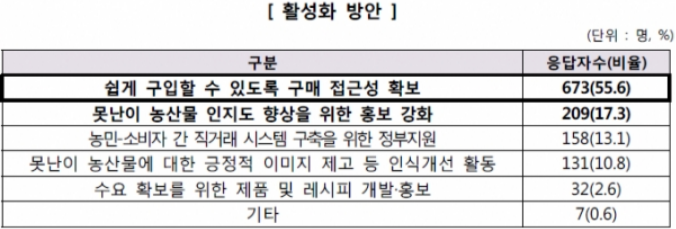 [ 활성화 방안 ]
(단위 : 명, %)
구분 응답자수(비율)
쉽게 구입할 수 있도록 구매 접근성 확보 673(55.6)
못난이 농산물 인지도 향상을 위한 홍보 강화 209(17.3)
농민-소비자 간 직거래 시스템 구축을 위한 정부지원 158(13.1)
못난이 농산물에 대한 긍정적 이미지 제고 등 인식개선 활동 131(10.8)
수요 확보를 위한 제품 및 레시피 개발·홍보 32(2.6)
기타 7(0.6)